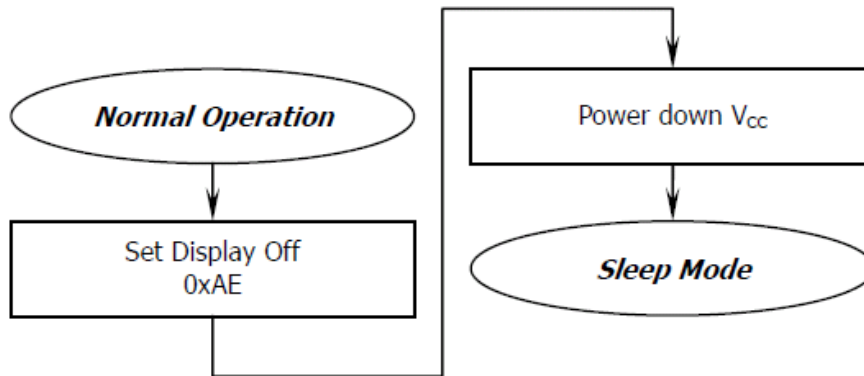 Normal Operation
Set Display Off
0xAE
Power down Vcc
Sleep Mode